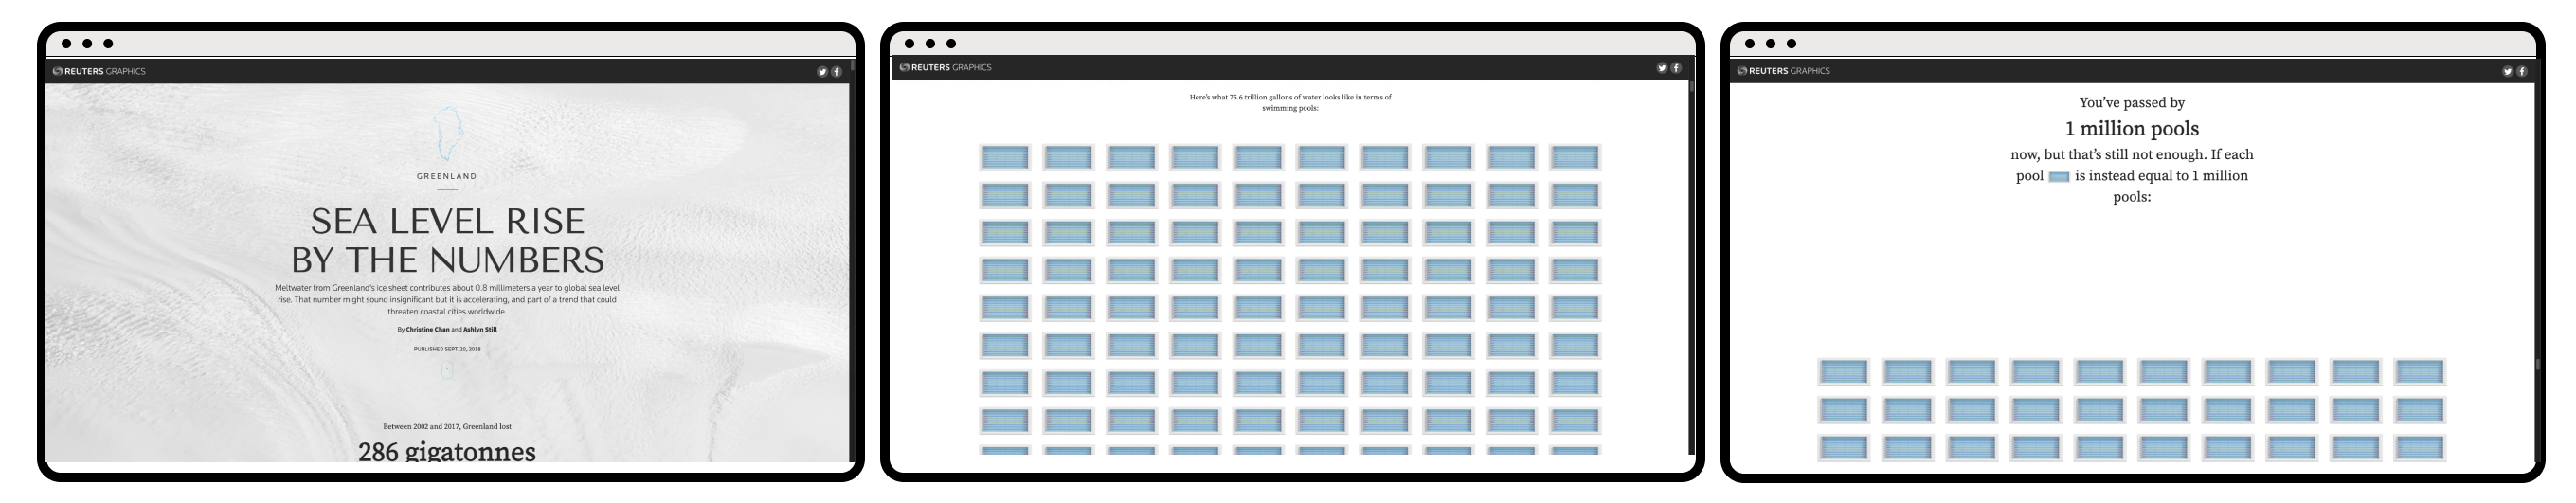 REUTERS GRAPHICS
GREENLAND
SEA LEVEL RISE
BY THE NUMBERS
Meltwater from Greenland's ice sheet contributes about 0.8 millimeters a year to global sea level
rise. That number might sound insignificant but it is accelerating, and part of a trend that could
threaten coastal cities worldwide.
By Christine Chan and Ashlyn Still
PUBLISHED SEPT. 20, 2018
Between 2002 and 2017, Greenland lost
286 gigatonnes
REUTERS GRAPHICS
Here's what 75.6 trillion gallons of water looks like in terms of
swimming pools:
REUTERS GRAPHICS
You've passed by
1 million pools
now, but that's still not enough. If each
pool is instead equal to 1 million
pools: